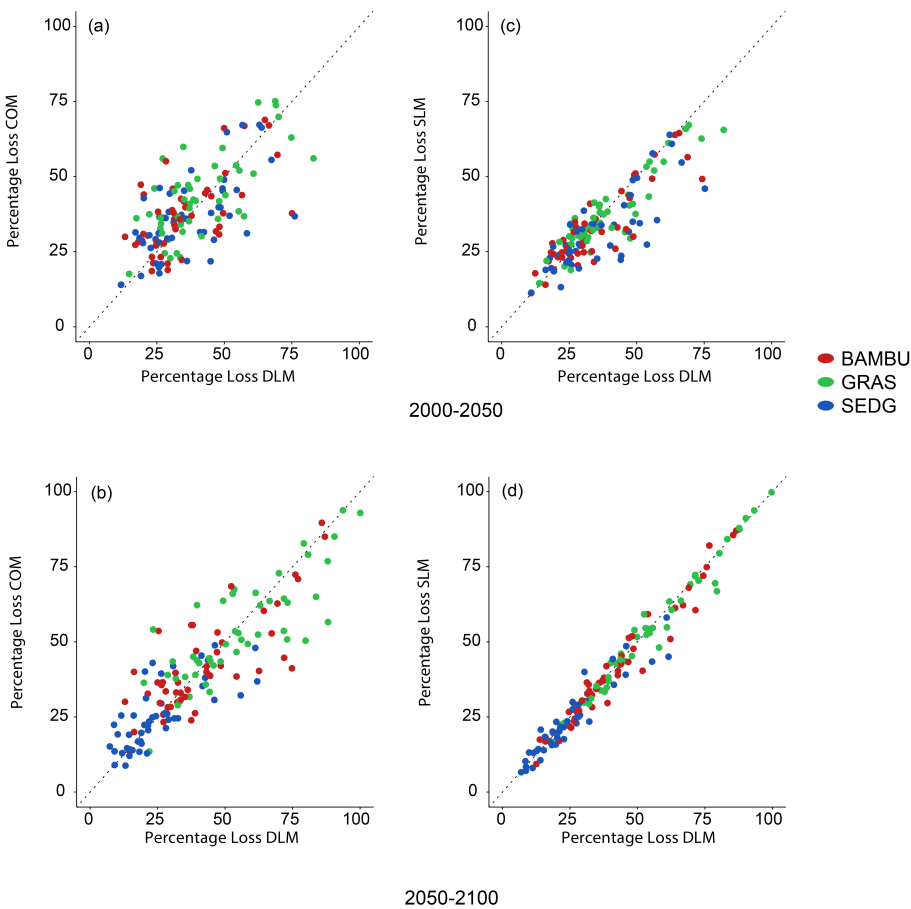 (a)
Percentage Loss COM
100
75
50
25
0
0 25 50 75 100
Percentage Loss DLM
(c)
Percentage Loss SLM
100
75
50
25
0
0 25 50 75 100
Percentage Loss DLM
2000-2050
BAMBU
GRAS
SEDG
(b)
Percentage Loss COM
100
75
50
25
0
0 25 50 75 100
Percentage Loss DLM
(d)
Percentage Loss SLM
100
75
50
25
0
0 25 50 75 100
Percentage Loss DLM
2050-2100